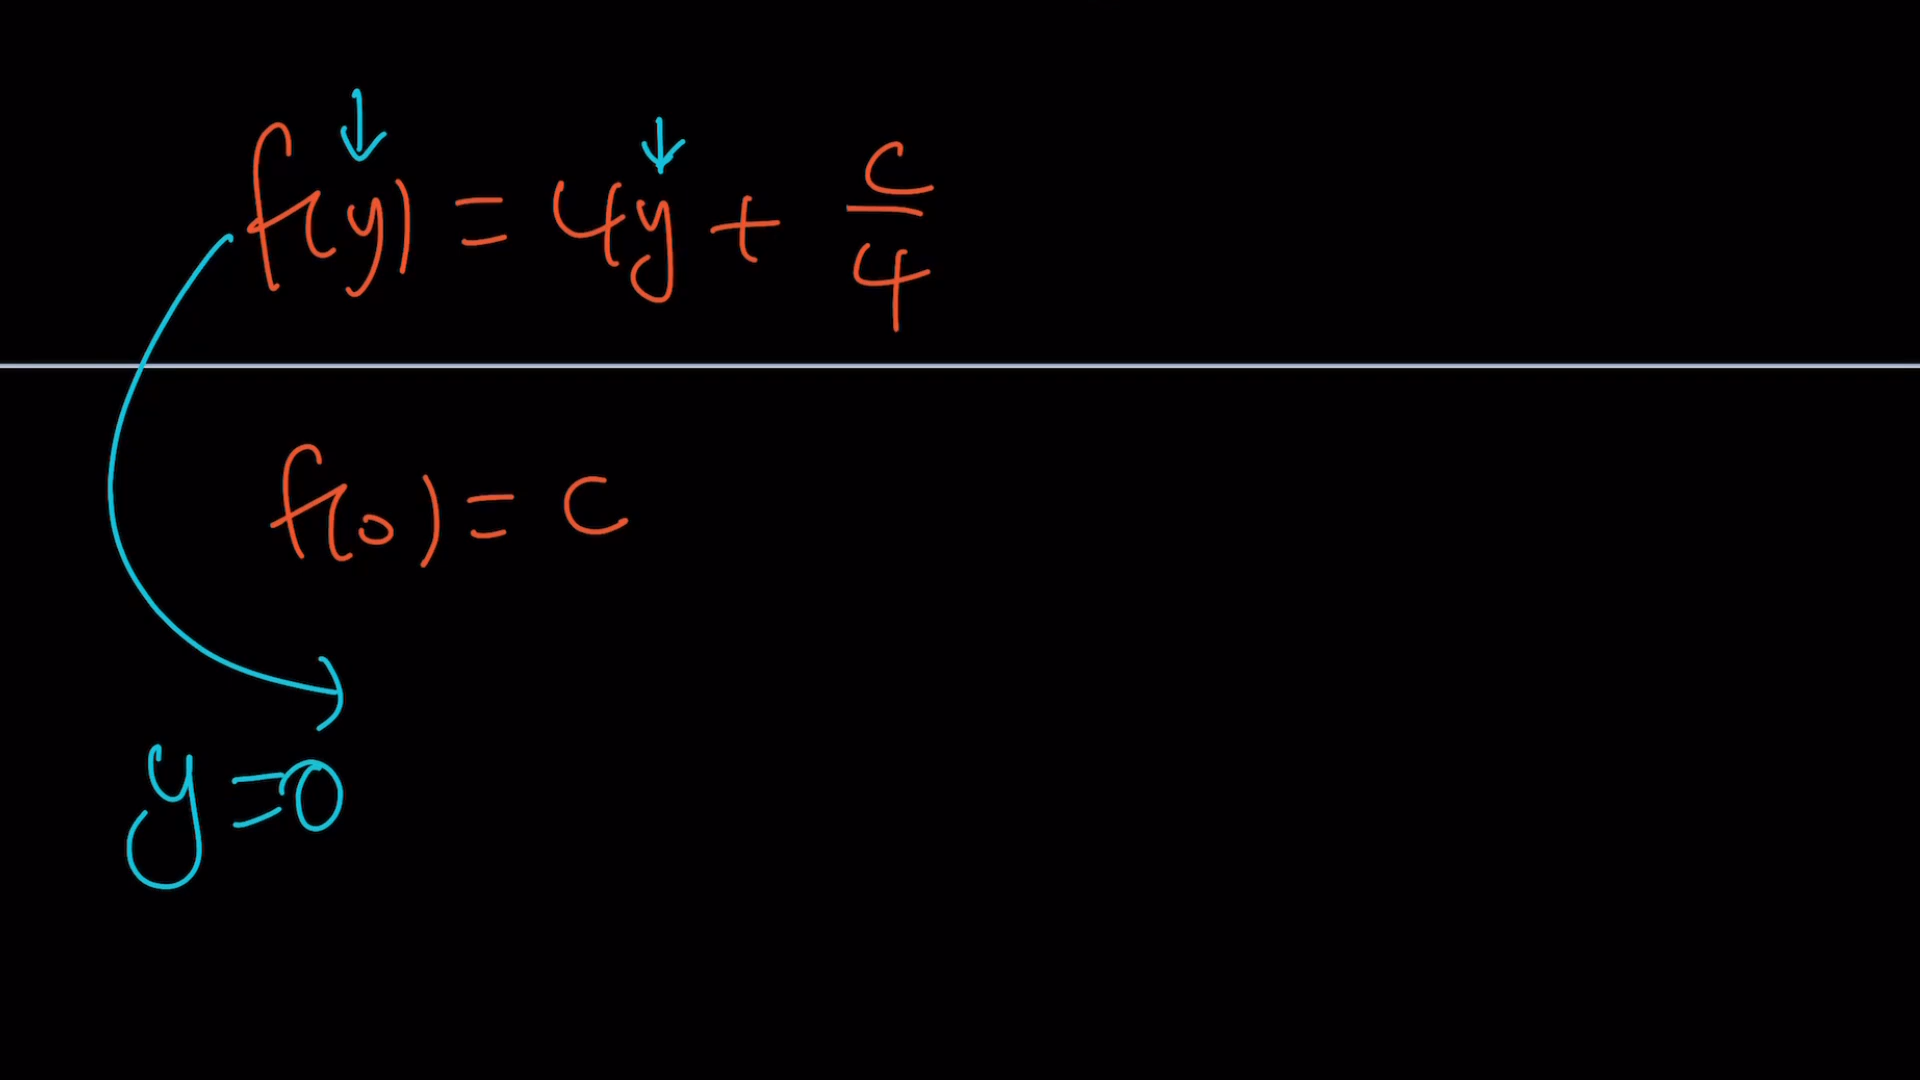 f(y) = 4y + c/4
f(0) = c
y = 0